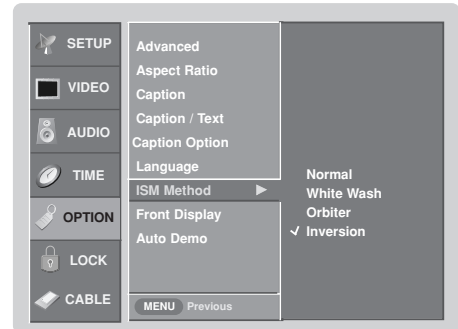 SETUP
VIDEO
AUDIO
TIME
OPTION
LOCK
CABLE
Advanced
Aspect Ratio
Caption
Caption / Text
Caption Option
Language
ISM Method
Front Display
Auto Demo
MENU Previous
Normal
White Wash
Orbiter
Inversion